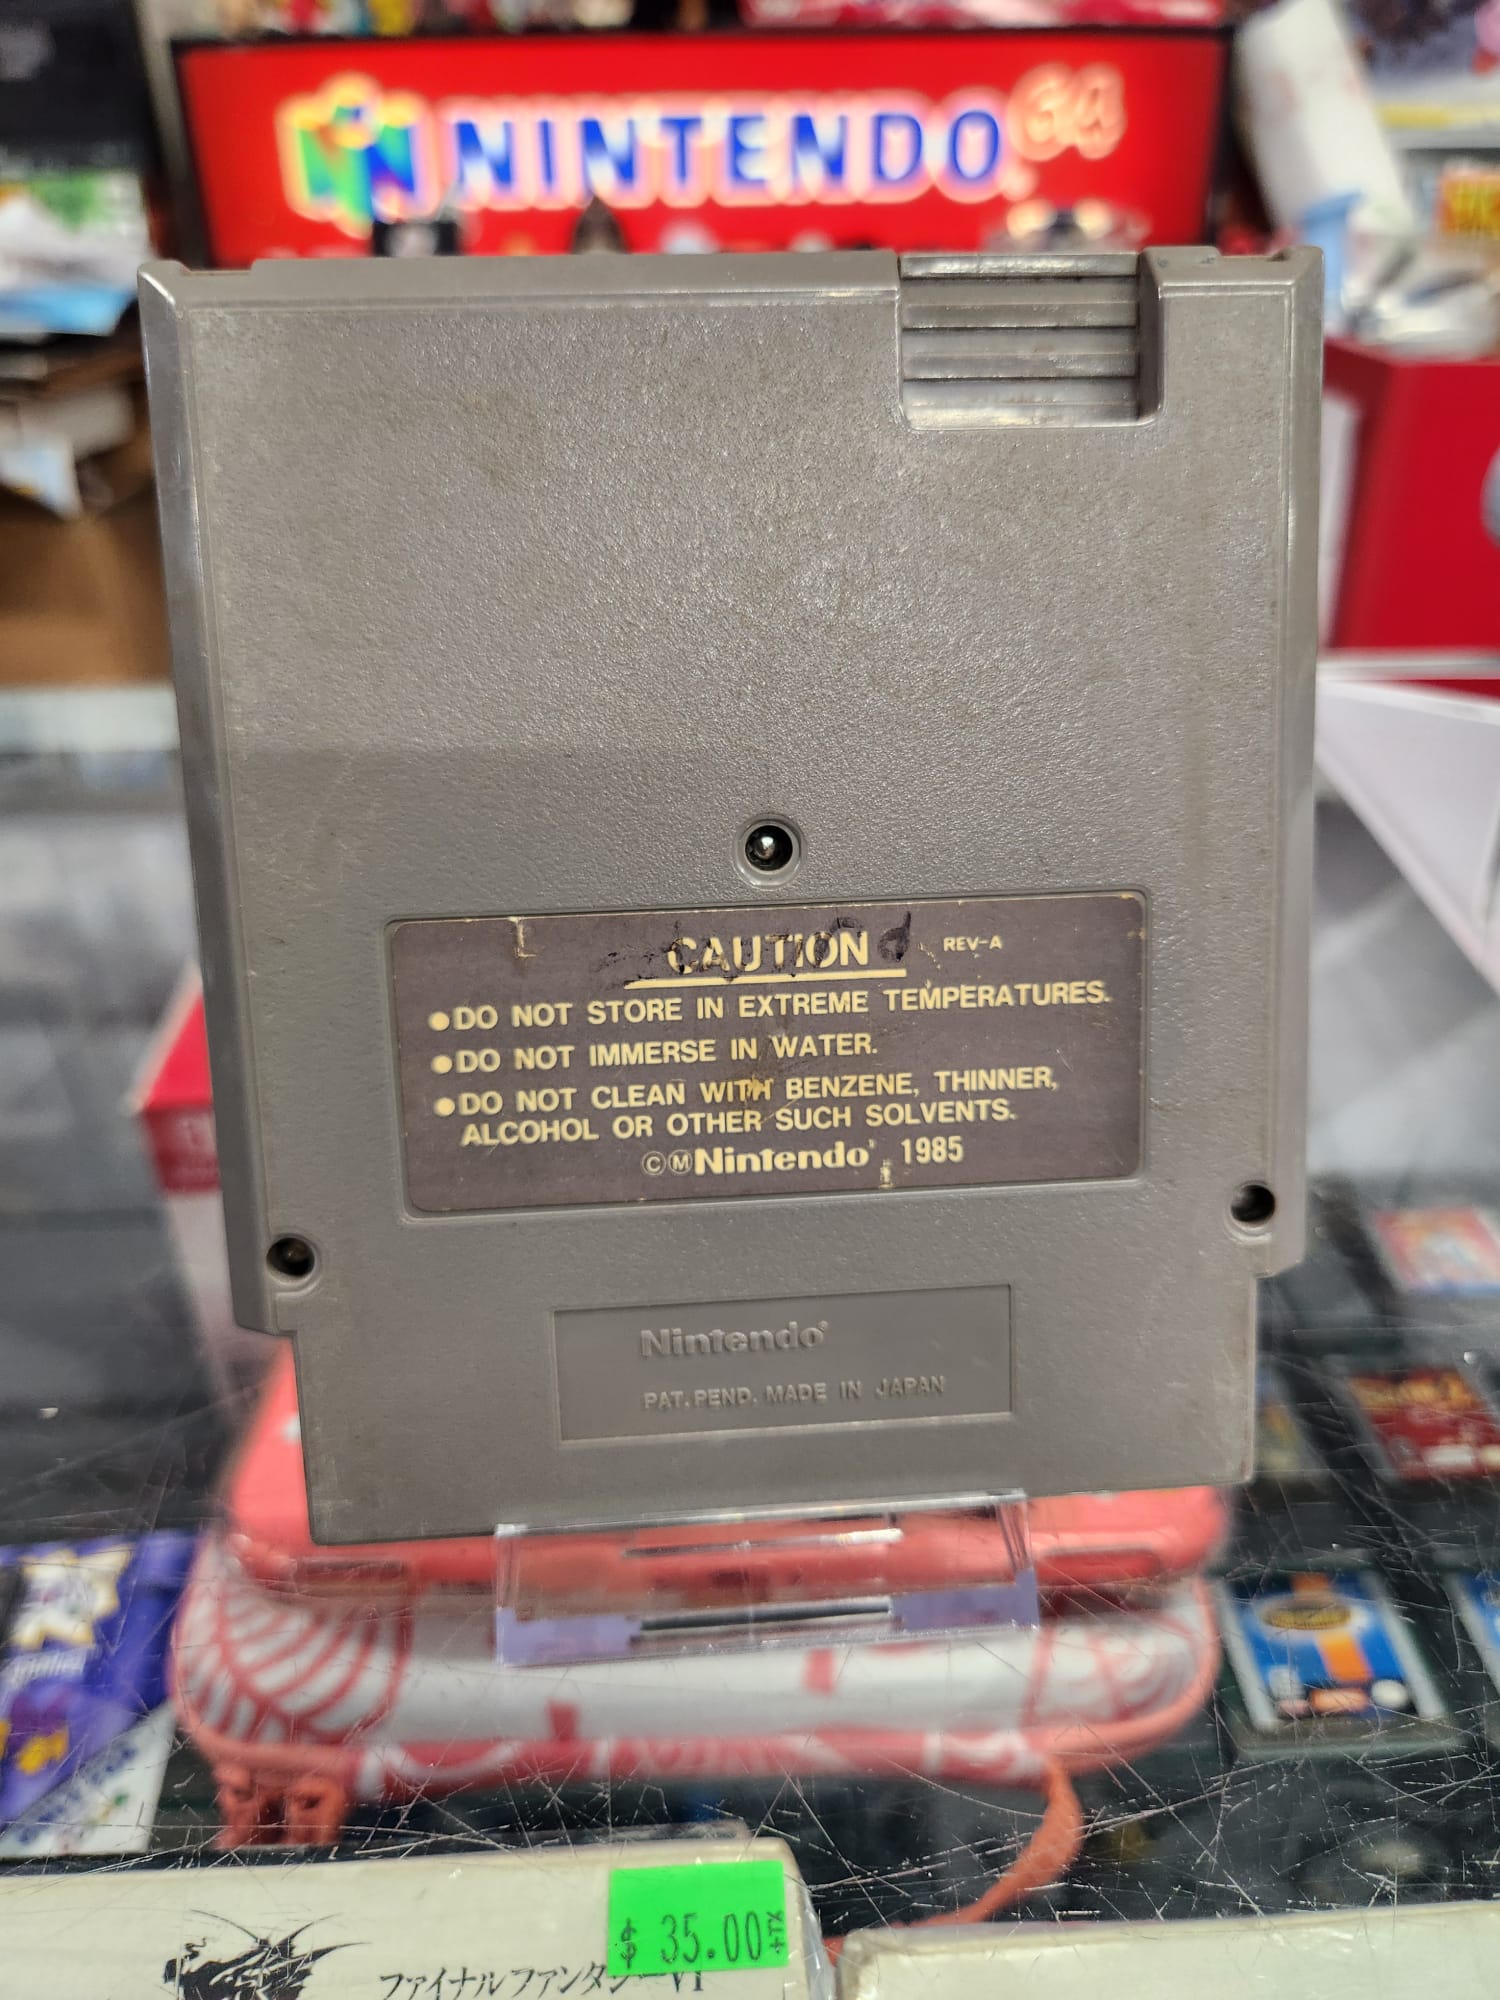 NINTENDO 64
CAUTION REV-A
●DO NOT STORE IN EXTREME TEMPERATURES.
●DO NOT IMMERSE IN WATER.
●DO NOT CLEAN WITH BENZENE, THINNER,
ALCOHOL OR OTHER SUCH SOLVENTS.
©Ⓜ Nintendo® 1985
Nintendo®
PAT. PEND. MADE IN JAPAN
$ 35.00 +TX
ファイナルファンタジーVI